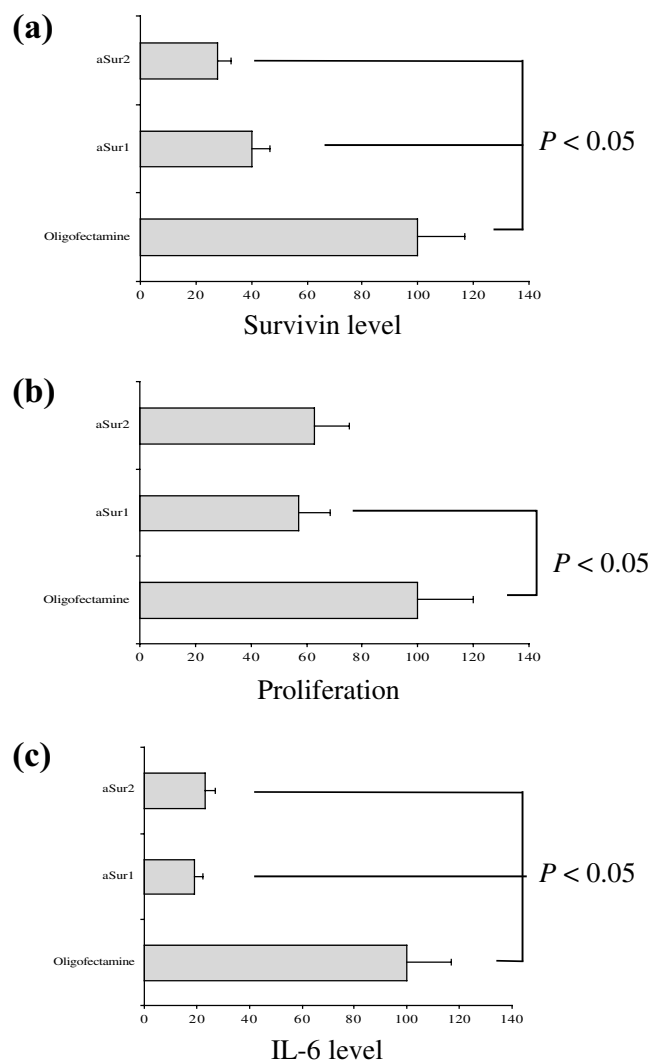 (a)
aSur2
aSur1
P < 0.05
Oligofectamine
0 20 40 60 80 100 120 140
Survivin level
(b)
aSur2
aSur1
P < 0.05
Oligofectamine
0 20 40 60 80 100 120 140
Proliferation
(c)
aSur2
aSur1
P < 0.05
Oligofectamine
0 20 40 60 80 100 120 140
IL-6 level